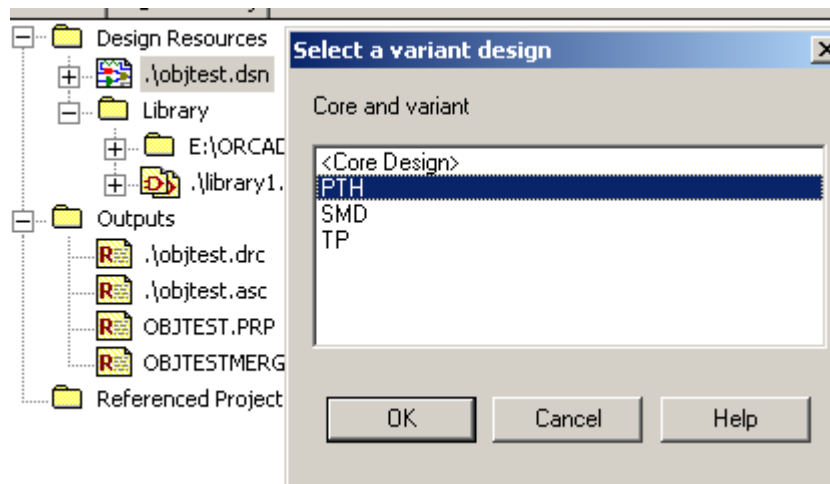 Design Resources
.\objtest.dsn
Library
E:\ORCAD
.\library1.
Outputs
.\objtest.drc
.\objtest.asc
OBJTEST.PRP
OBJTESTMERG
Referenced Project
Select a variant design
Core and variant
<Core Design>
PTH
SMD
TP
OK
Cancel
Help